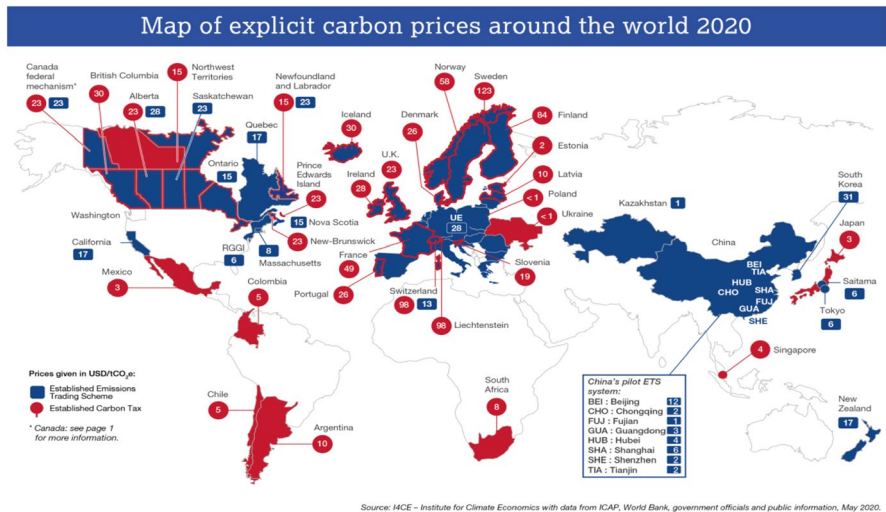 Map of explicit carbon prices around the world 2020
Canada
federal
mechanism*
23 23
British Columbia
30
Alberta
23 28
15
Northwest
Territories
Saskatchewan
23
Newfoundland
and Labrador
15 23
Quebec
17
Ontario
15
Prince
Edwards
Island
23
15 Nova Scotia
23
New-Brunswick
Washington
California
17
RGGI
6
8
Massachusetts
Mexico
3
Colombia
5
Chile
5
Argentina
10
Iceland
30
U.K.
23
Ireland
28
Denmark
26
Norway
58
Sweden
123
84 Finland
2 Estonia
10 Latvia
<1 Poland
<1 Ukraine
UE
28
France
49
Portugal 26
Switzerland
98 13
98 Liechtenstein
Slovenia
19
South
Africa
8
Kazakhstan 1
China
BEI
TIA
HUB
CHO
SHA
FUJ
GUA
SHE
South
Korea
31
Japan
3
Saitama
6
Tokyo
6
4 Singapore
New
Zealand
17
Prices given in USD/tCO2e:
Established Emissions
Trading Scheme
Established Carbon Tax
* Canada: see page 1
for more information.
China's pilot ETS
system:
BEI : Beijing 12
CHO : Chongqing 2
FUJ : Fujian 1
GUA : Guangdong 3
HUB : Hubei 4
SHA : Shanghai 6
SHE : Shenzhen 2
TIA : Tianjin 2
Source: I4CE – Institute for Climate Economics with data from ICAP, World Bank, government officials and public information, May 2020.